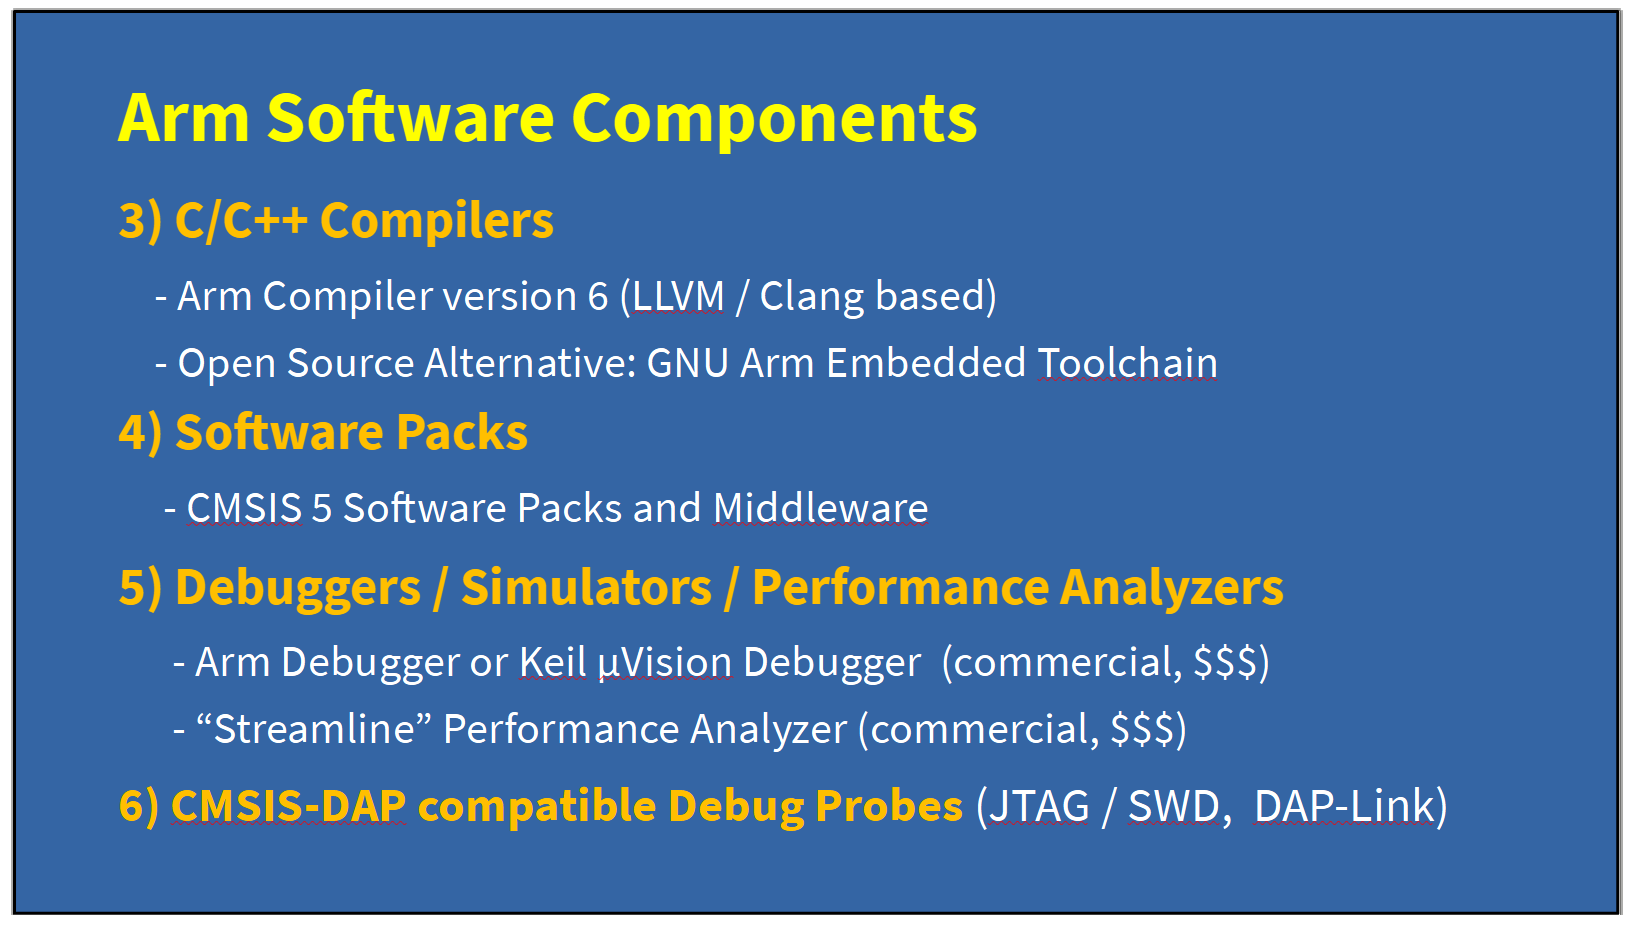 Arm Software Components
3) C/C++ Compilers
- Arm Compiler version 6 (LLVM / Clang based)
- Open Source Alternative: GNU Arm Embedded Toolchain
4) Software Packs
- CMSIS 5 Software Packs and Middleware
5) Debuggers / Simulators / Performance Analyzers
- Arm Debugger or Keil µVision Debugger  (commercial, $$$)
- “Streamline” Performance Analyzer (commercial, $$$)
6) CMSIS-DAP compatible Debug Probes (JTAG / SWD,  DAP-Link)